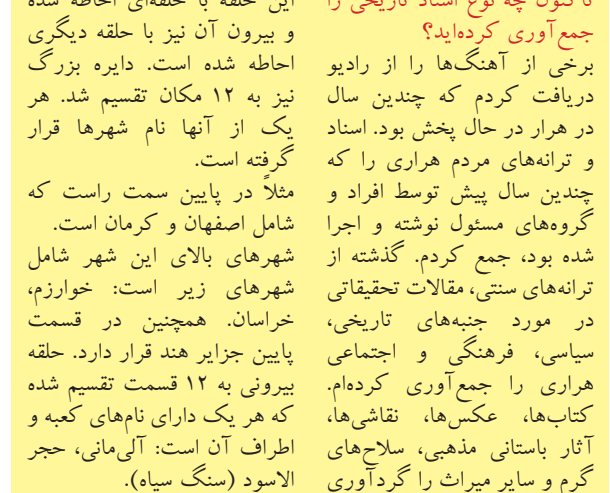 تاکنون چه نوع اسناد تاریخی را
جمع‌آوری کرده‌اید؟
برخی از آهنگ‌ها را از رادیو
دریافت کردم که چندین سال
در هرار در حال پخش بود. اسناد
و ترانه‌های مردم هراری را که
چندین سال پیش توسط افراد و
گروه‌های مسئول نوشته و اجرا
شده بود، جمع کردم. گذشته از
ترانه‌های سنتی، مقالات تحقیقاتی
در مورد جنبه‌های تاریخی،
سیاسی، فرهنگی و اجتماعی
هراری را جمع‌آوری کرده‌ام.
کتاب‌ها، عکس‌ها، نقاشی‌ها،
آثار باستانی مذهبی، سلاح‌های
گرم و سایر میراث را گردآوری
این حلقه با حلقه‌ای احاطه شده
و بیرون آن نیز با حلقه دیگری
احاطه شده است. دایره بزرگ
نیز به ۱۲ مکان تقسیم شد. هر
یک از آنها نام شهرها قرار
گرفته است.
مثلاً در پایین سمت راست که
شامل اصفهان و کرمان است.
شهرهای بالای این شهر شامل
شهرهای زیر است: خوارزم،
خراسان. همچنین در قسمت
پایین جزایر هند قرار دارد. حلقه
بیرونی به ۱۲ قسمت تقسیم شده
که هر یک دارای نام‌های کعبه و
اطراف آن است: آلی‌مانی، حجر
الاسود (سنگ سیاه).